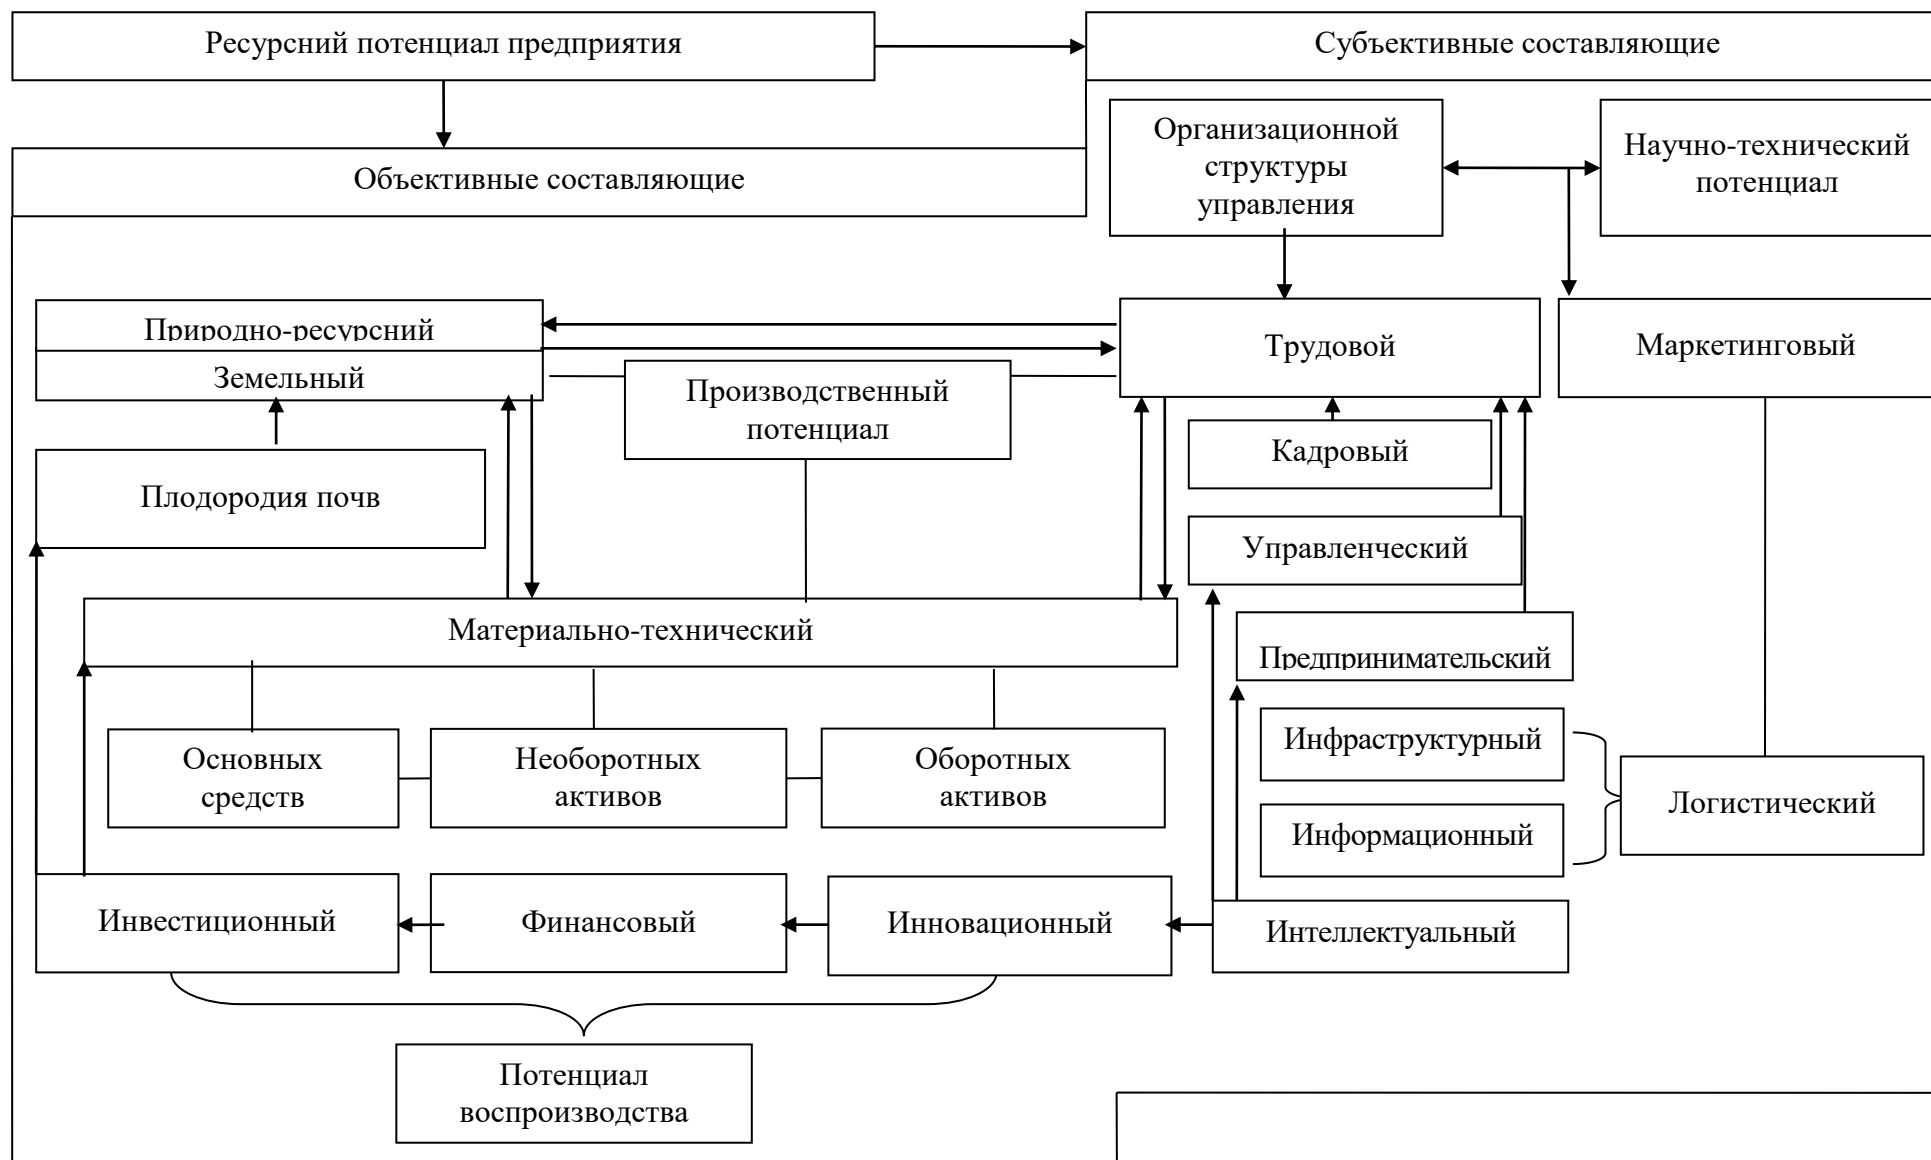 Ресурсний потенциал предприятия
Субъективные составляющие
Организационной
структуры
управления
Научно-технический
потенциал
Объективные составляющие
Природно-ресурсний
Земельный
Трудовой
Маркетинговый
Производственный
потенциал
Кадровый
Плодородия почв
Управленческий
Материально-технический
Предпринимательский
Основных
средств
Необоротных
активов
Оборотных
активов
Инфраструктурный
Информационный
Логистический
Инвестиционный
Финансовый
Инновационный
Интеллектуальный
Потенциал
воспроизводства